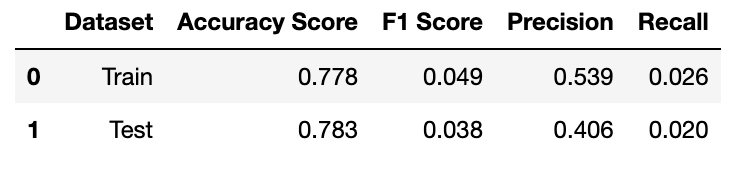 Dataset Accuracy Score F1 Score Precision Recall
0 Train 0.778 0.049 0.539 0.026
1 Test 0.783 0.038 0.406 0.020